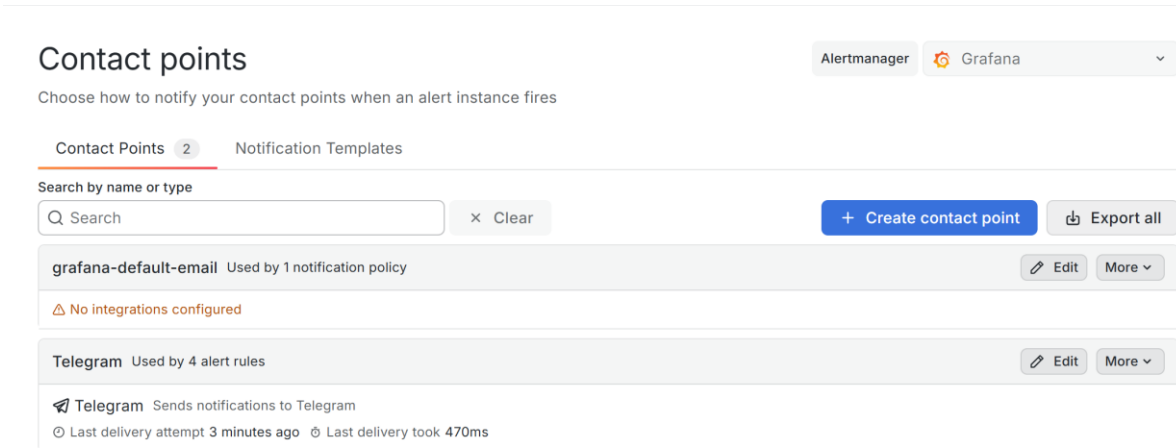 Contact points
Alertmanager Grafana
Choose how to notify your contact points when an alert instance fires
Contact Points 2 Notification Templates
Search by name or type
Search Clear + Create contact point Export all
grafana-default-email Used by 1 notification policy Edit More
No integrations configured
Telegram Used by 4 alert rules Edit More
Telegram Sends notifications to Telegram
Last delivery attempt 3 minutes ago Last delivery took 470ms